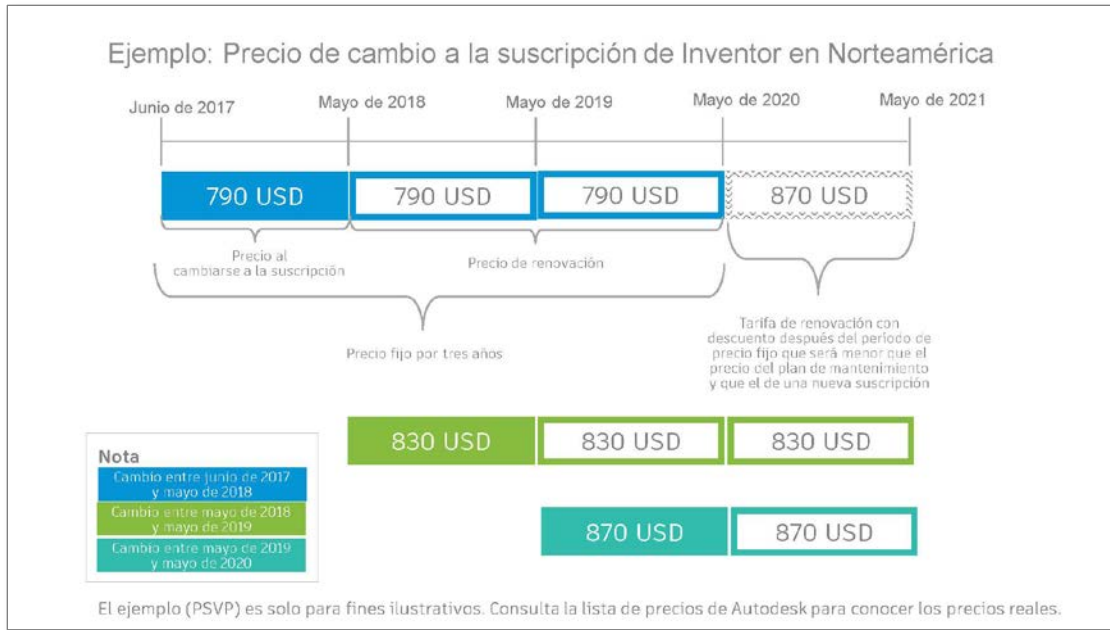 Ejemplo: Precio de cambio a la suscripción de Inventor en Norteamérica
Junio de 2017
Mayo de 2018
Mayo de 2019
Mayo de 2020
Mayo de 2021
790 USD
790 USD
790 USD
870 USD
Precio al
cambiarse a la suscripción
Precio de renovación
Precio fijo por tres años
Tarifa de renovación con
descuento después del período de
precio fijo que será menor que el
precio del plan de mantenimiento
y que el de una nueva suscripción
830 USD
830 USD
830 USD
Nota
Cambio entre junio de 2017
y mayo de 2018
Cambio entre mayo de 2018
y mayo de 2019
Cambio entre mayo de 2019
y mayo de 2020
870 USD
870 USD
El ejemplo (PSVP) es solo para fines ilustrativos. Consulta la lista de precios de Autodesk para conocer los precios reales.